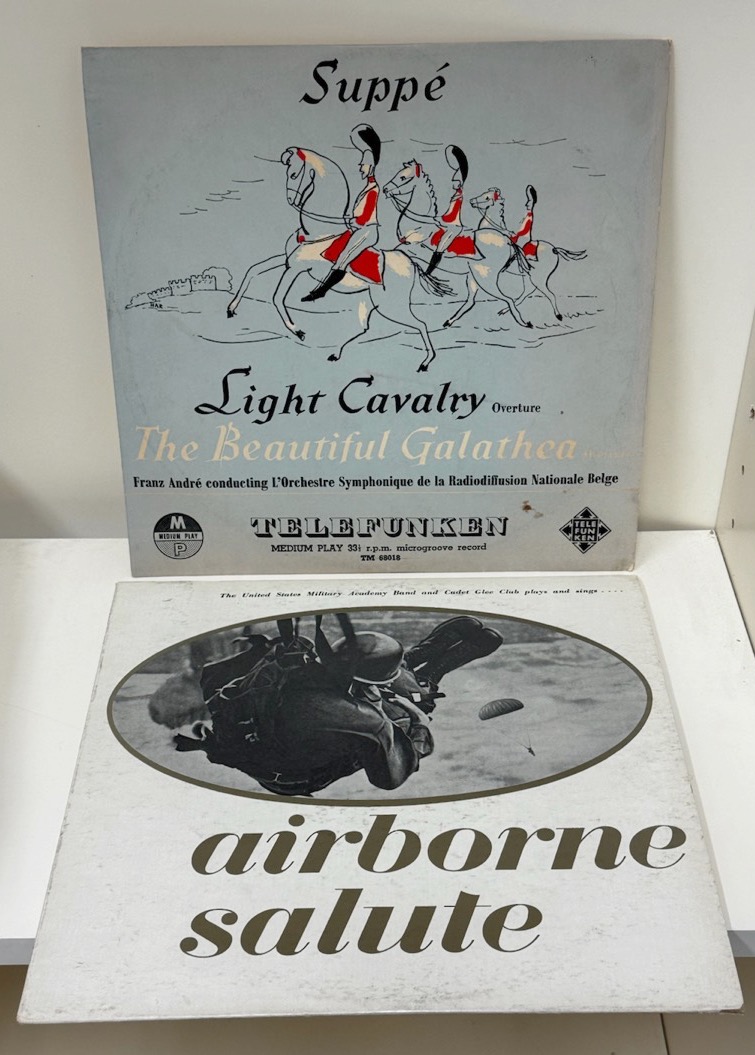 Suppé
HAR
Light Cavalry Overture
The Beautiful Galathea
Franz André conducting L'Orchestre Symphonique de la Radiodiffusion Nationale Belge
M
MEDIUM PLAY
P
TELEFUNKEN
MEDIUM PLAY 33⅓ r.p.m. microgroove record
TM 68018
TELE
FUN
KEN
The United States Military Academy Band and Cadet Glee Club plays and sings . . . .
airborne
salute